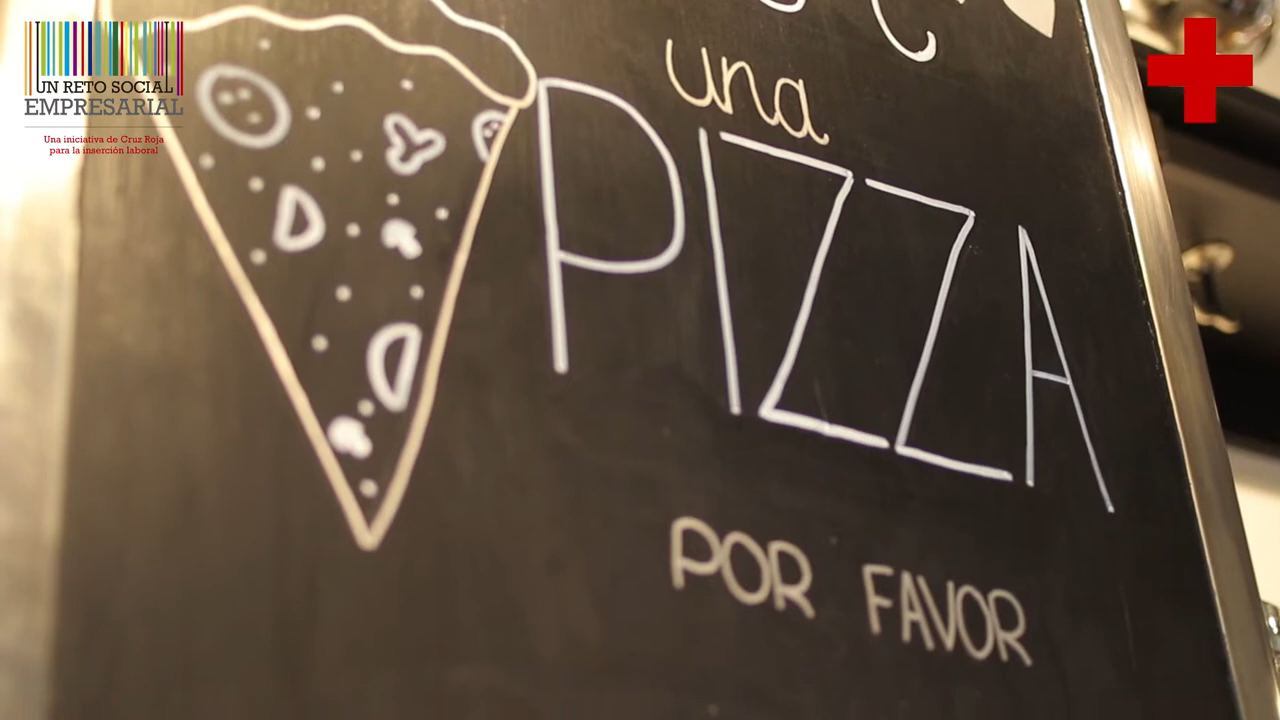 UN RETO SOCIAL
EMPRESARIAL
Una iniciativa de Cruz Roja
para la inserción laboral
una
PIZZA
POR FAVOR